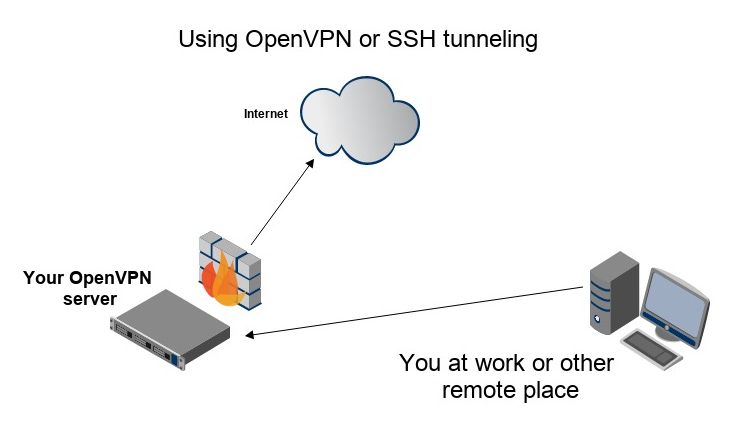 Using OpenVPN or SSH tunneling
Internet
Your OpenVPN
server
You at work or other
remote place